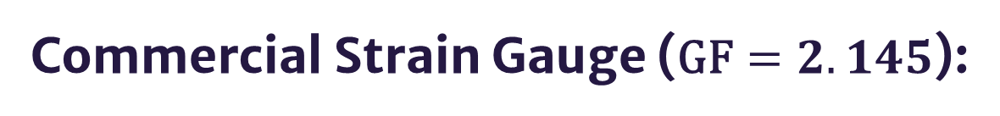 Commercial Strain Gauge (GF = 2.145):